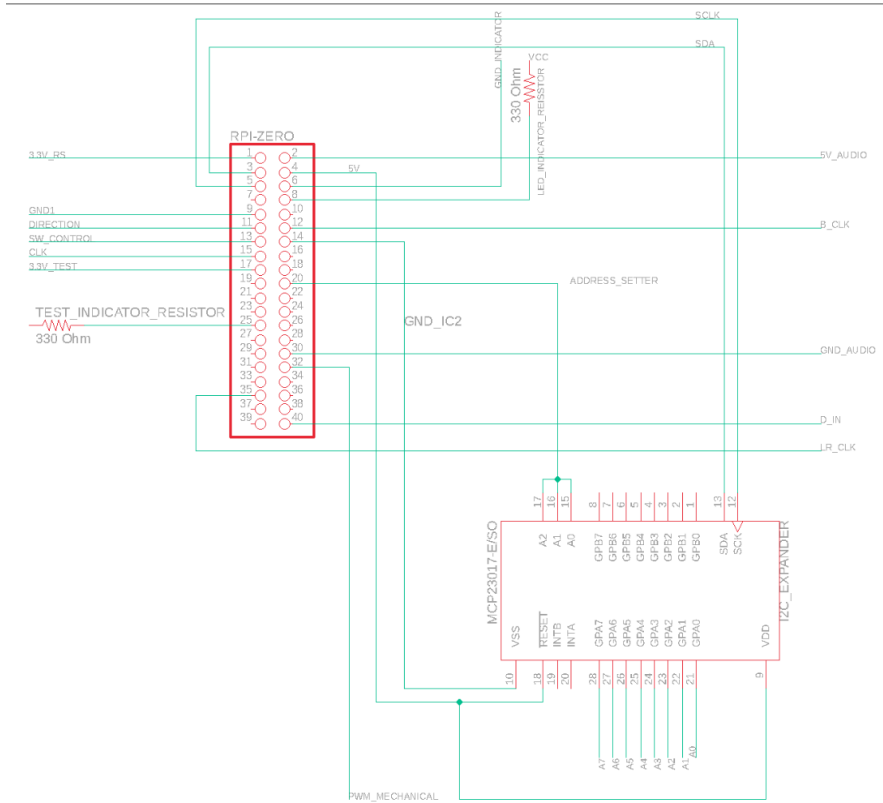 SCLK
SDA
GND_INDICATOR
VCC
330 Ohm
LED_INDICATOR_REISSTOR
RPI-ZERO
3.3V_RS
1 2
5V_AUDIO
3 4
5V
5 6
7 8
GND1
9 10
DIRECTION
11 12
B_CLK
SW_CONTROL
13 14
CLK
15 16
3.3V_TEST
17 18
19 20
ADDRESS_SETTER
21 22
23 24
TEST_INDICATOR_RESISTOR
25 26
GND_IC2
330 Ohm
27 28
29 30
GND_AUDIO
31 32
33 34
35 36
37 38
39 40
D_IN
LR_CLK
17 16 15 8 7 6 5 4 3 2 1 13 12
A2 A1 A0 GPB7 GPB6 GPB5 GPB4 GPB3 GPB2 GPB1 GPB0 SDA SCK
MCP23017-E/SO
I2C_EXPANDER
VSS RESET INTB INTA GPA7 GPA6 GPA5 GPA4 GPA3 GPA2 GPA1 GPA0 VDD
10 18 19 20 28 27 26 25 24 23 22 21 9
A7 A6 A5 A4 A3 A2 A1 A0
PWM_MECHANICAL